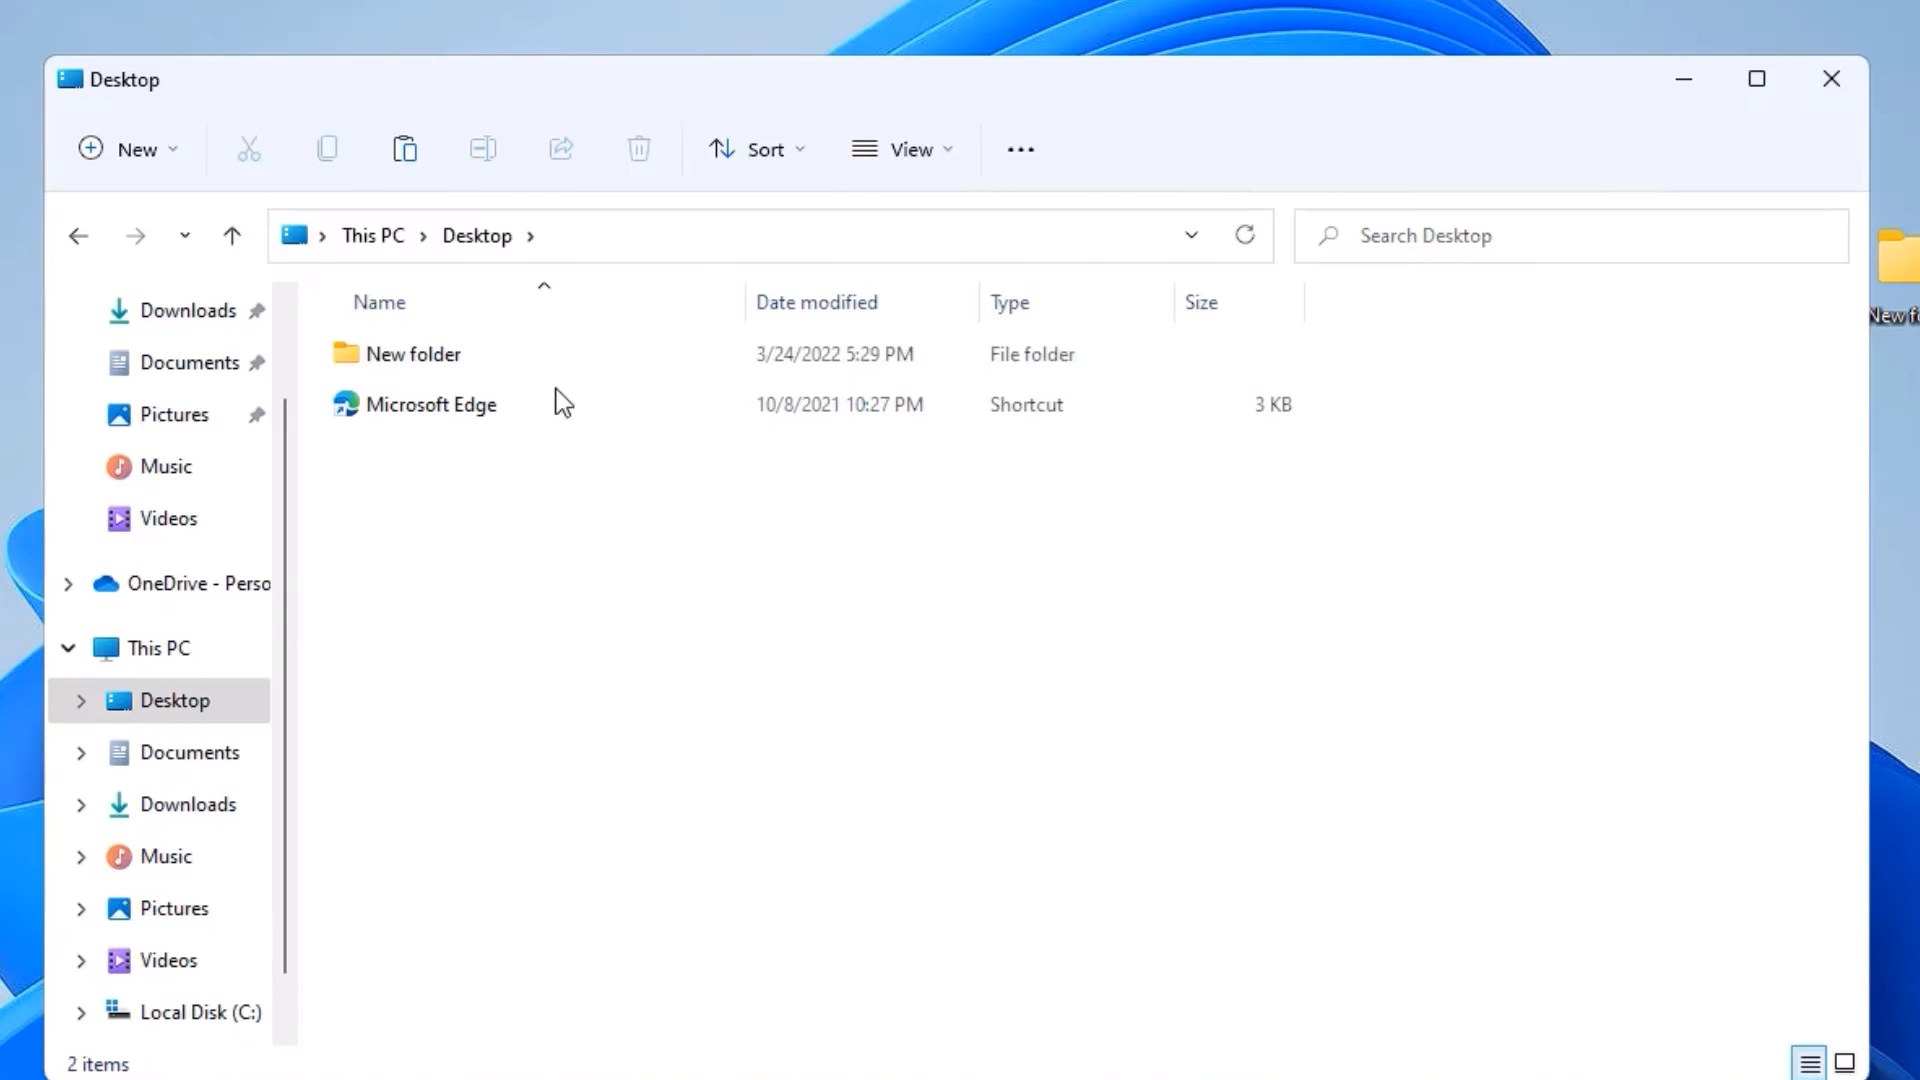 Desktop
New Sort View
This PC Desktop Search Desktop
Name Date modified Type Size
New folder 3/24/2022 5:29 PM File folder
Microsoft Edge 10/8/2021 10:27 PM Shortcut 3 KB
Downloads
Documents
Pictures
Music
Videos
OneDrive - Perso
This PC
Desktop
Documents
Downloads
Music
Pictures
Videos
Local Disk (C:)
2 items
New f